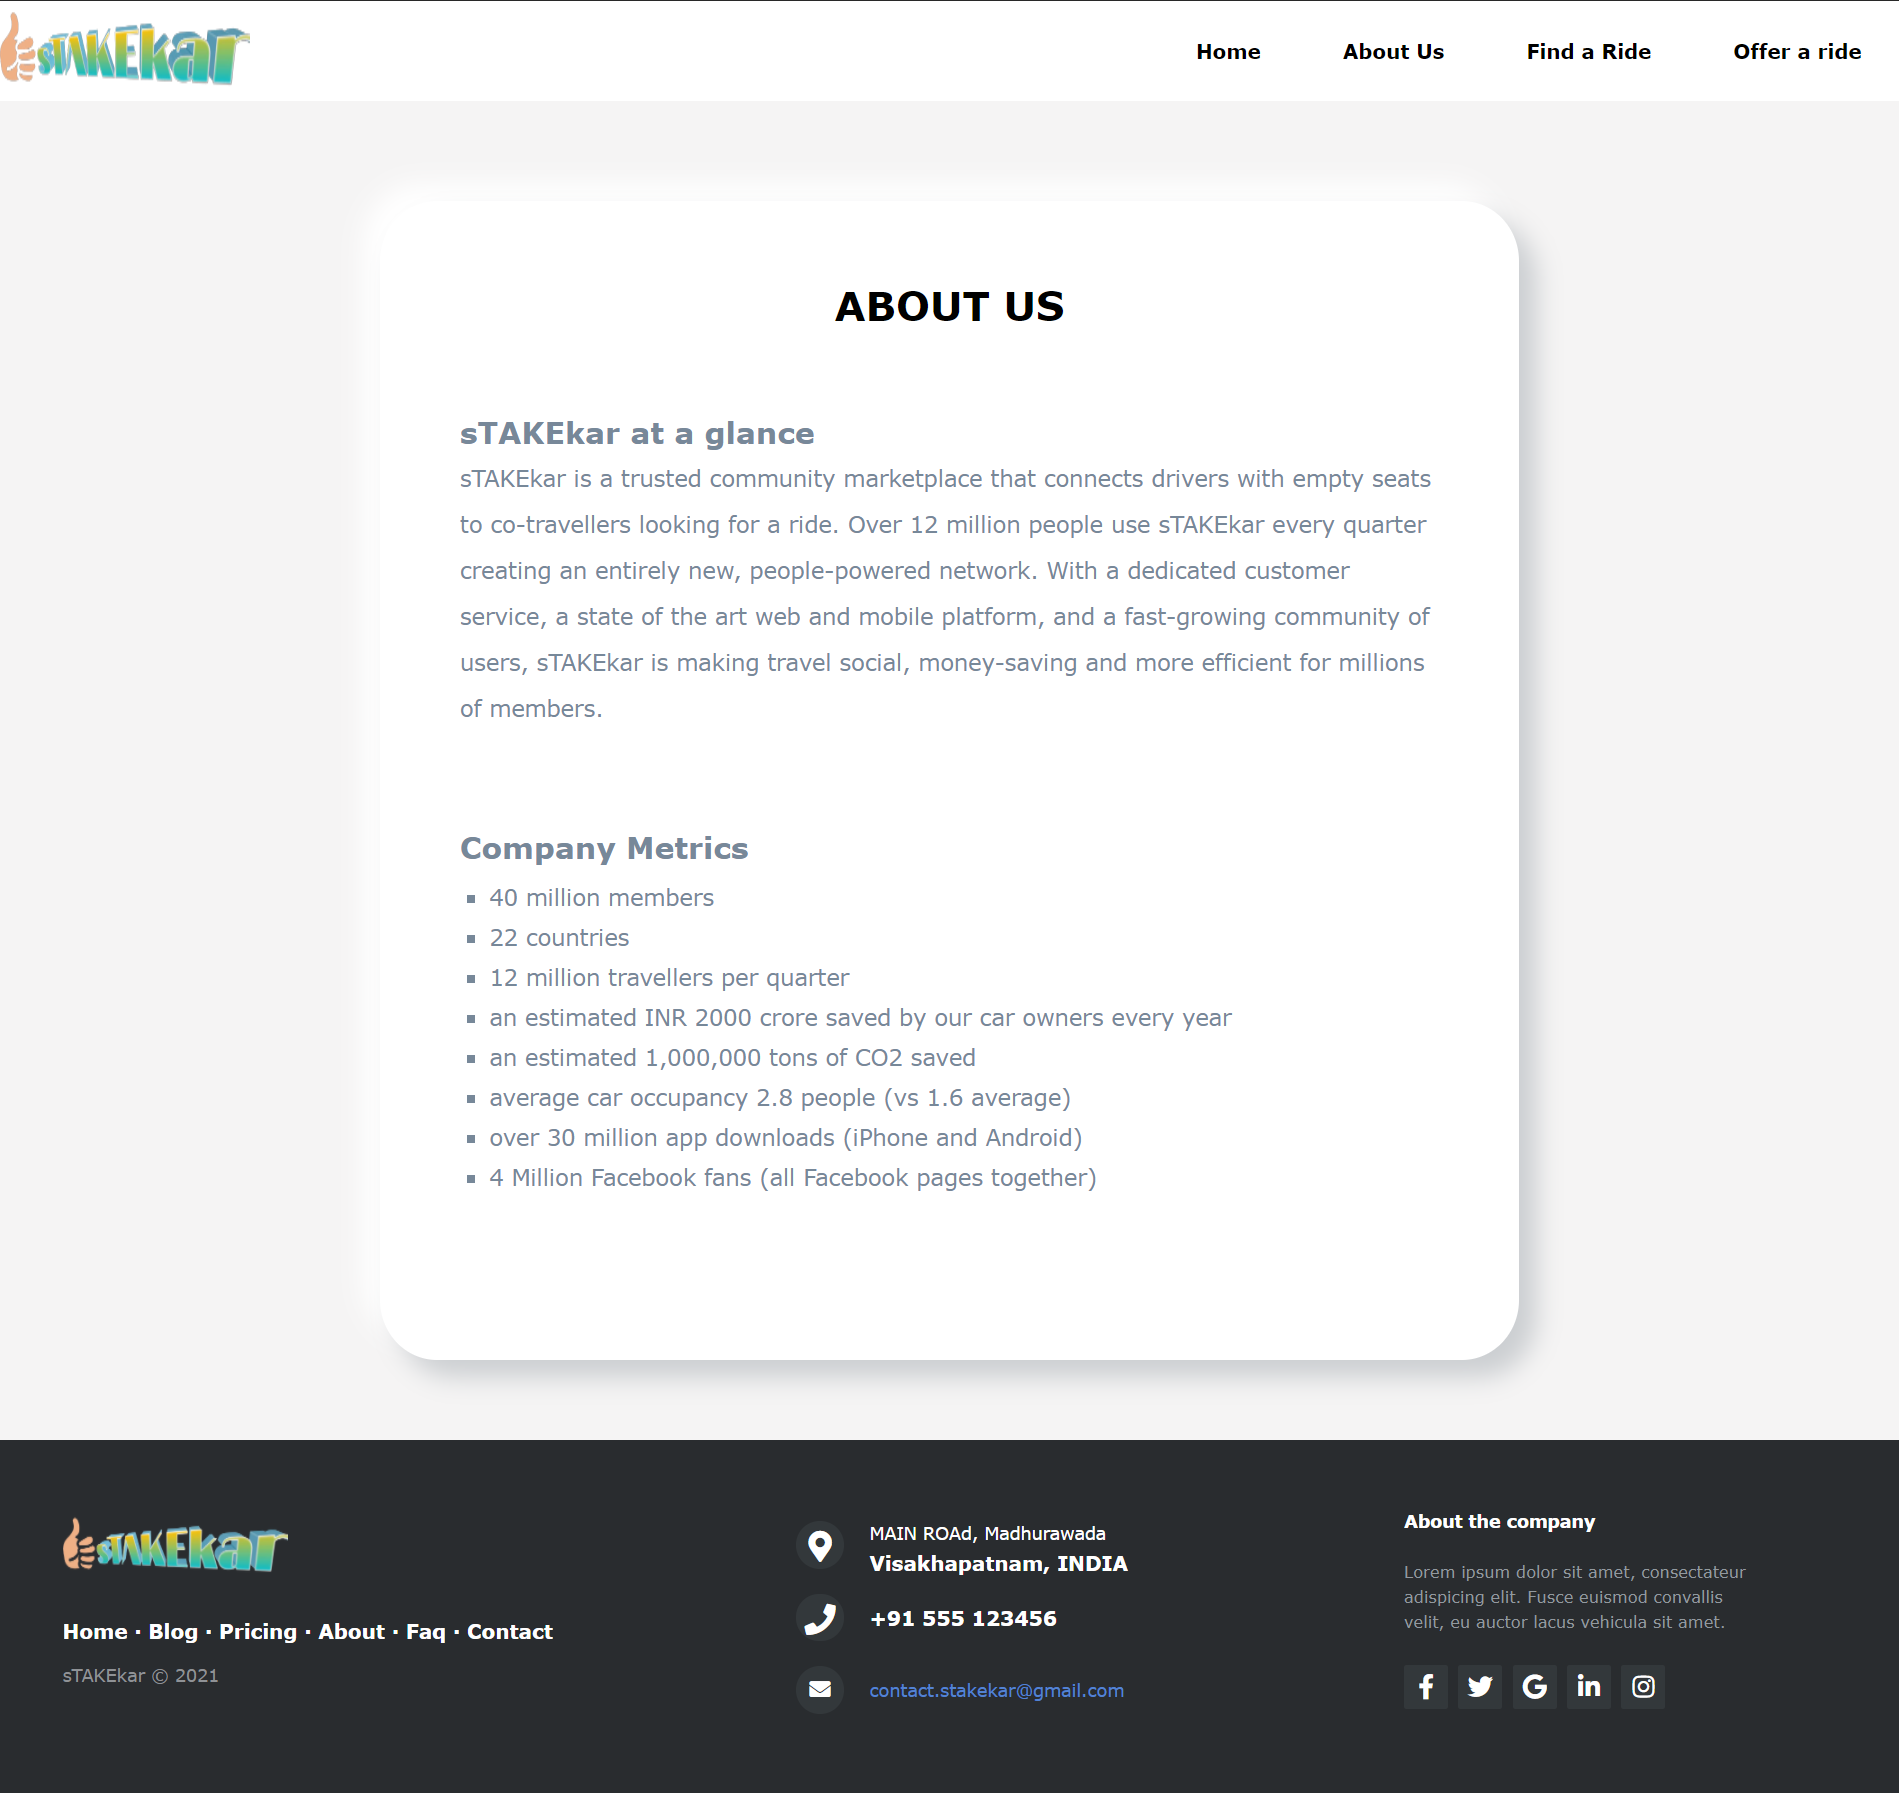 sTAKEkar
Home
About Us
Find a Ride
Offer a ride
ABOUT US
sTAKEkar at a glance
sTAKEkar is a trusted community marketplace that connects drivers with empty seats
to co-travellers looking for a ride. Over 12 million people use sTAKEkar every quarter
creating an entirely new, people-powered network. With a dedicated customer
service, a state of the art web and mobile platform, and a fast-growing community of
users, sTAKEkar is making travel social, money-saving and more efficient for millions
of members.
Company Metrics
40 million members
22 countries
12 million travellers per quarter
an estimated INR 2000 crore saved by our car owners every year
an estimated 1,000,000 tons of CO2 saved
average car occupancy 2.8 people (vs 1.6 average)
over 30 million app downloads (iPhone and Android)
4 Million Facebook fans (all Facebook pages together)
sTAKEkar
Home · Blog · Pricing · About · Faq · Contact
sTAKEkar © 2021
MAIN ROAd, Madhurawada
Visakhapatnam, INDIA
+91 555 123456
contact.stakekar@gmail.com
About the company
Lorem ipsum dolor sit amet, consectateur
adispicing elit. Fusce euismod convallis
velit, eu auctor lacus vehicula sit amet.